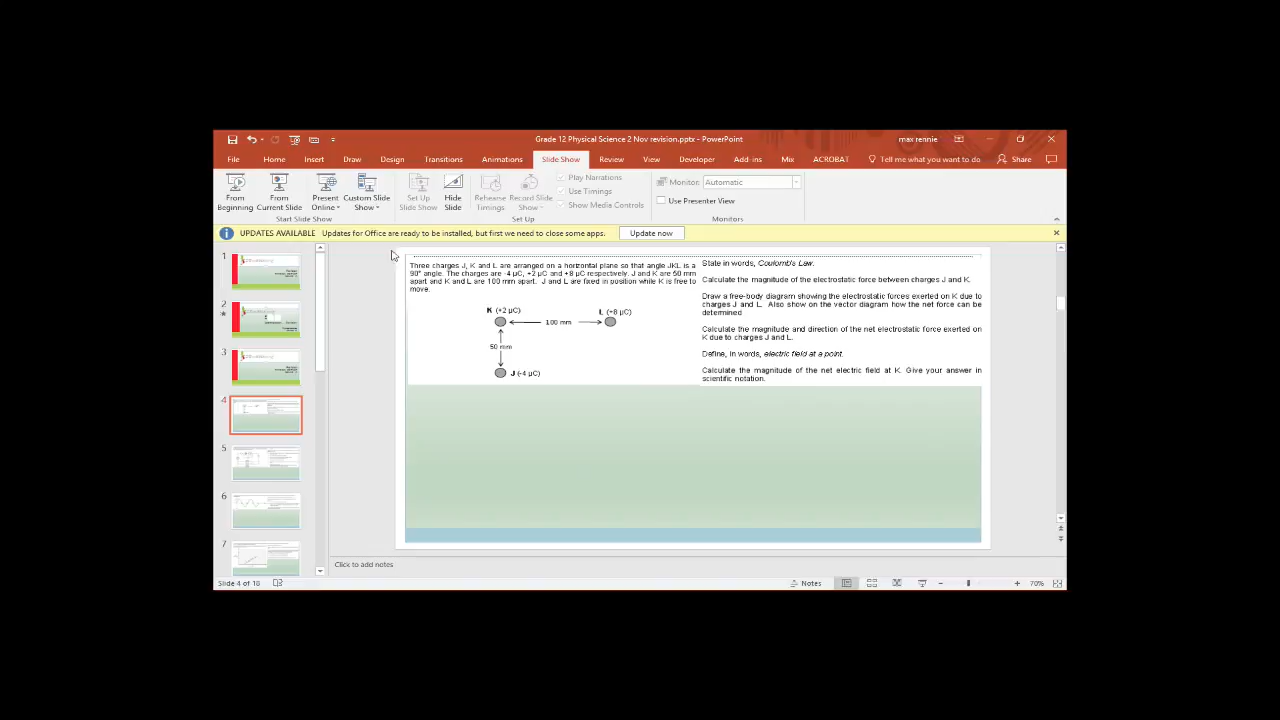 Grade 12 Physical Science 2 Nov revision.pptx - PowerPoint
max rennie
File Home Insert Draw Design Transitions Animations Slide Show Review View Developer Add-ins Mix ACROBAT Tell me what you want to do Share
From Beginning
From Current Slide
Present Online
Custom Slide Show
Set Up Slide Show
Hide Slide
Rehearse Timings
Record Slide Show
Play Narrations
Use Timings
Show Media Controls
Monitor: Automatic
Use Presenter View
Start Slide Show
Set Up
Monitors
UPDATES AVAILABLE Updates for Office are ready to be installed, but first we need to close some apps. Update now
1
2
3
4
5
6
7
Three charges J, K and L are arranged on a horizontal plane so that angle JKL is a
90° angle. The charges are -4 µC, +2 µC and +8 µC respectively. J and K are 50 mm
apart and K and L are 100 mm apart. J and L are fixed in position while K is free to
move.
K (+2 µC)
L (+8 µC)
100 mm
50 mm
J (-4 µC)
State in words, Coulomb's Law.
Calculate the magnitude of the electrostatic force between charges J and K.
Draw a free-body diagram showing the electrostatic forces exerted on K due to
charges J and L. Also show on the vector diagram how the net force can be
determined
Calculate the magnitude and direction of the net electrostatic force exerted on
K due to charges J and L.
Define, in words, electric field at a point.
Calculate the magnitude of the net electric field at K. Give your answer in
scientific notation.
Click to add notes
Slide 4 of 18
Notes
70%